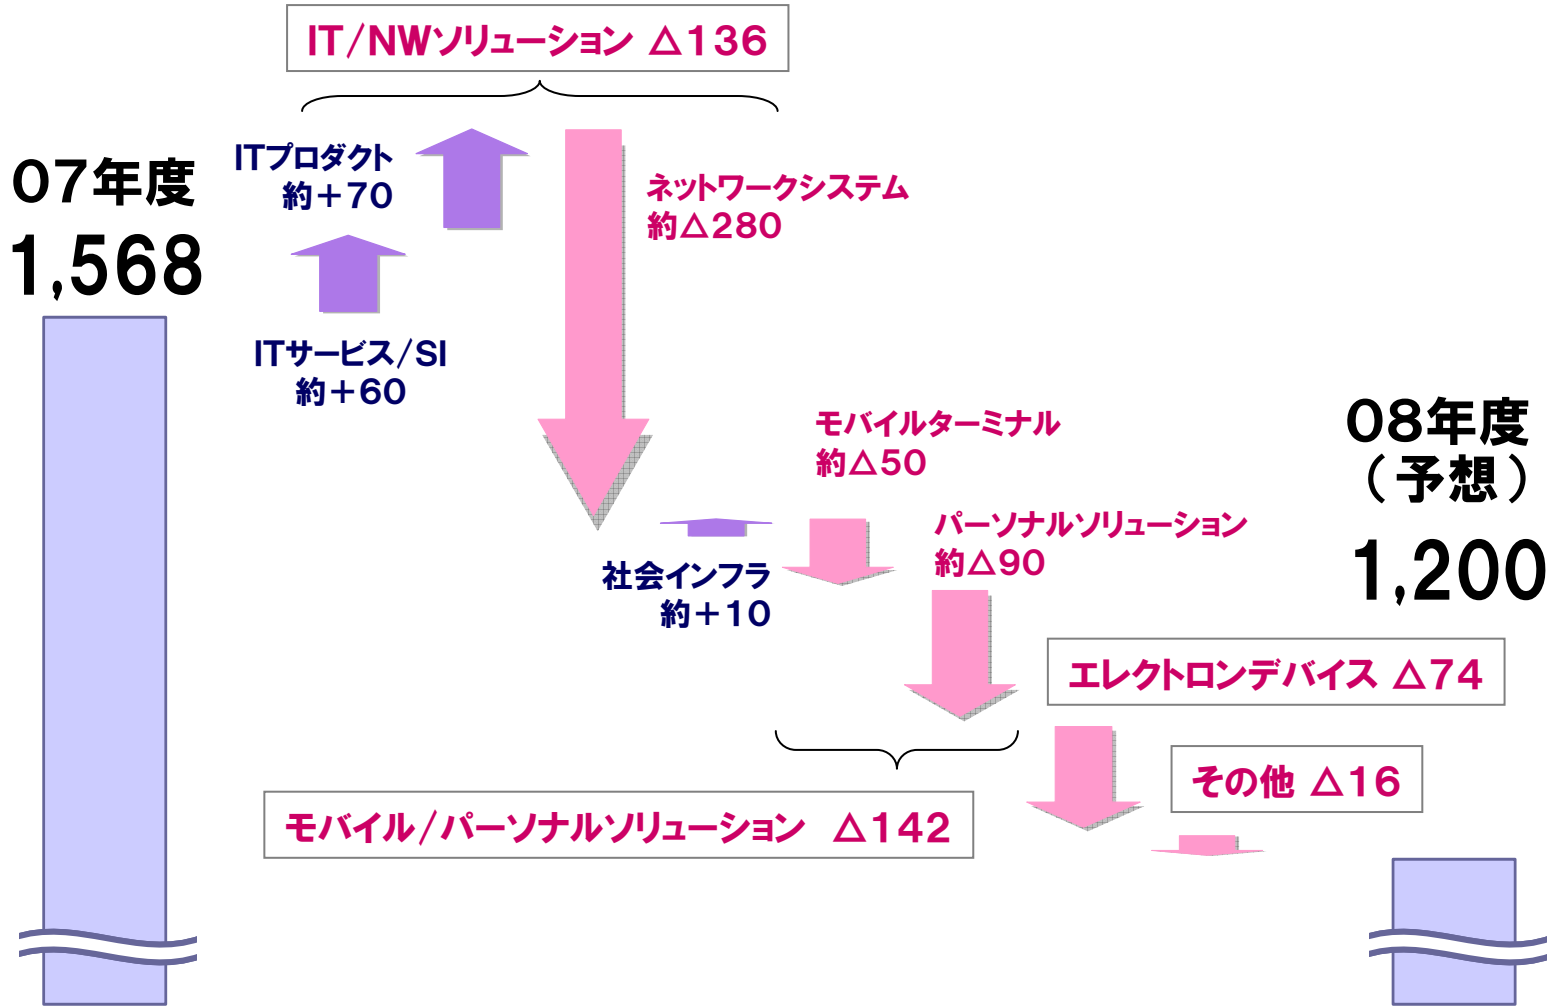 IT/NWソリューション △136
07年度
1,568
ITプロダクト
約＋70
ITサービス/SI
約＋60
ネットワークシステム
約△280
社会インフラ
約＋10
モバイルターミナル
約△50
パーソナルソリューション
約△90
モバイル/パーソナルソリューション △142
エレクトロンデバイス △74
その他 △16
08年度
（予想）
1,200